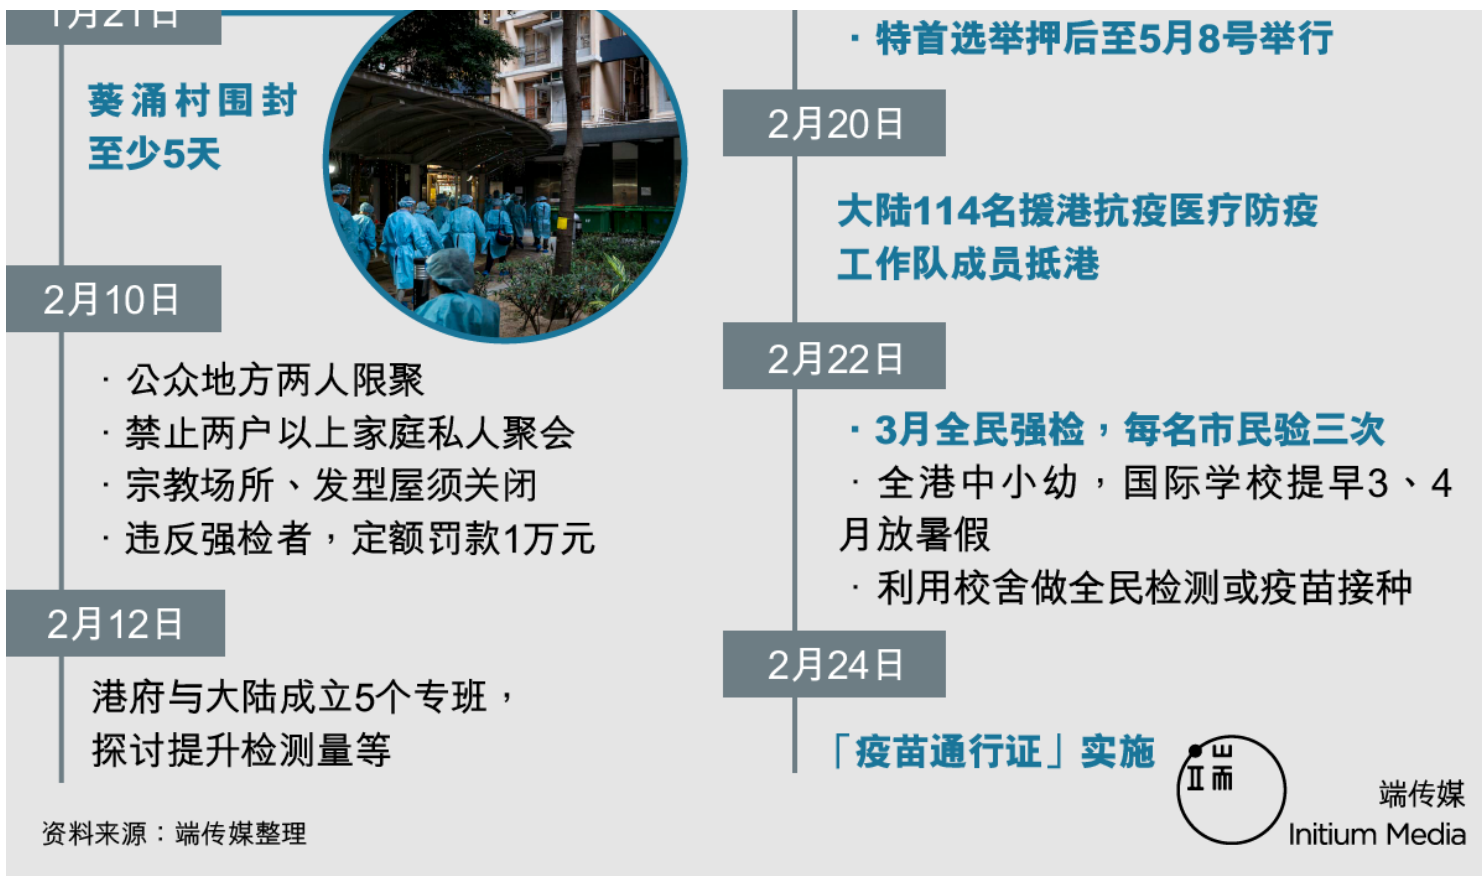 1月21日
葵涌村围封
至少5天
2月10日
· 公众地方两人限聚
· 禁止两户以上家庭私人聚会
· 宗教场所、发型屋须关闭
· 违反强检者，定额罚款1万元
2月12日
港府与大陆成立5个专班，
探讨提升检测量等
· 特首选举押后至5月8号举行
2月20日
大陆114名援港抗疫医疗防疫
工作队成员抵港
2月22日
· 3月全民强检，每名市民验三次
· 全港中小幼，国际学校提早3、4
月放暑假
· 利用校舍做全民检测或疫苗接种
2月24日
「疫苗通行证」实施
资料来源：端传媒整理
端传媒
Initium Media